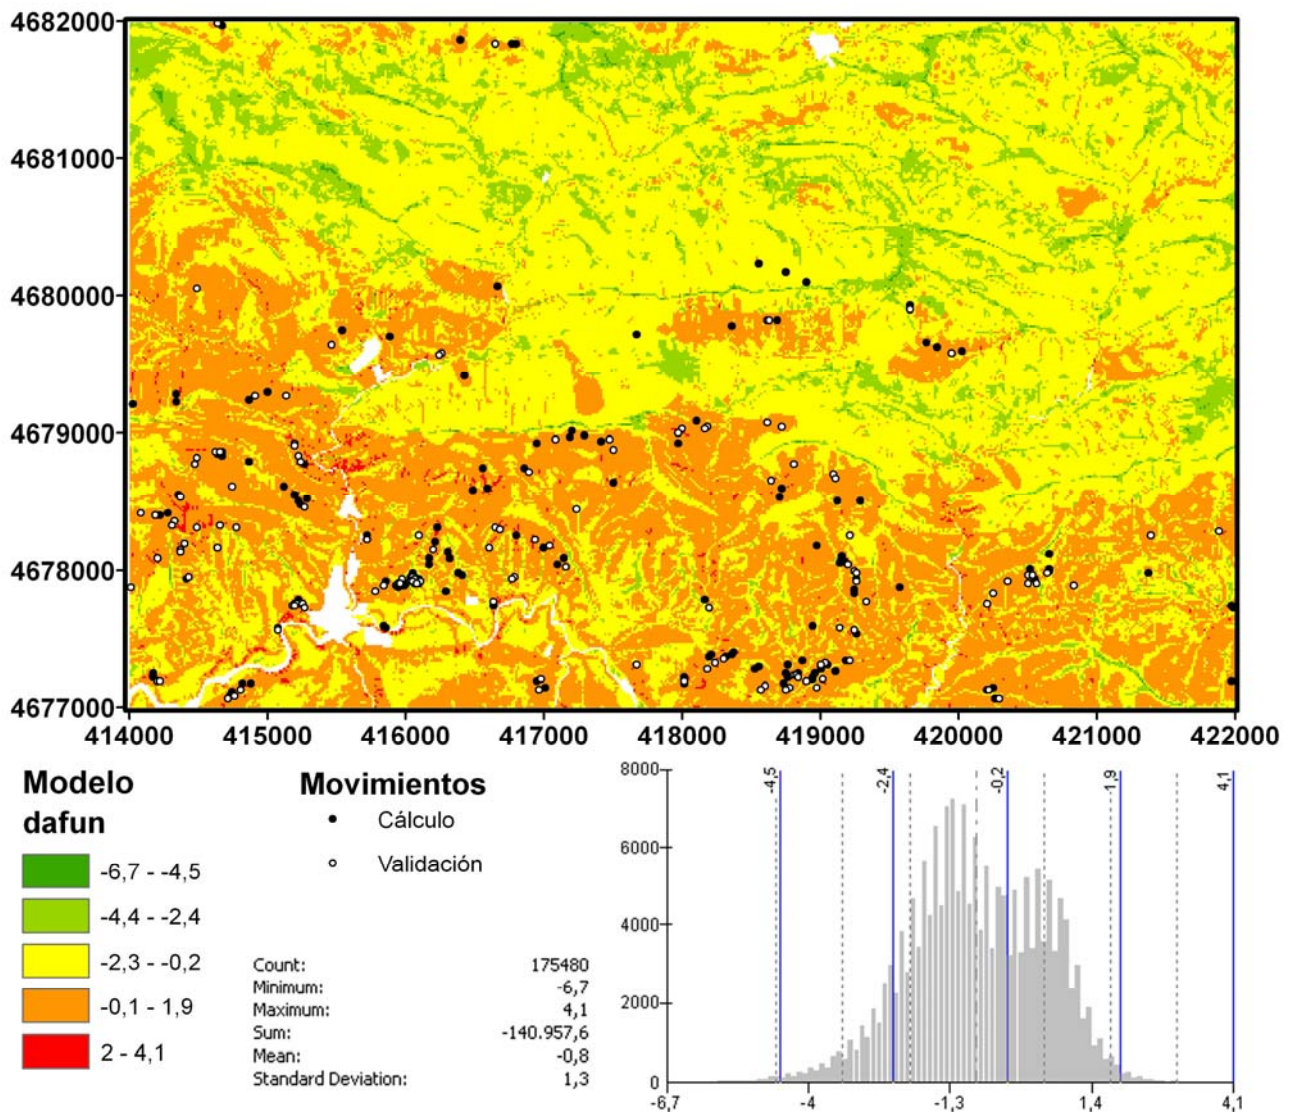 4682000
4681000
4680000
4679000
4678000
4677000
414000 415000 416000 417000 418000 419000 420000 421000 422000
Modelo
dafun
-6,7 - -4,5
-4,4 - -2,4
-2,3 - -0,2
-0,1 - 1,9
2 - 4,1
Movimientos
Cálculo
Validación
Count: 175480
Minimum: -6,7
Maximum: 4,1
Sum: -140.957,6
Mean: -0,8
Standard Deviation: 1,3
8000
6000
4000
2000
0
-4,5 -2,4 -0,2 1,9 4,1
-6,7 -4 -1,3 1,4 4,1